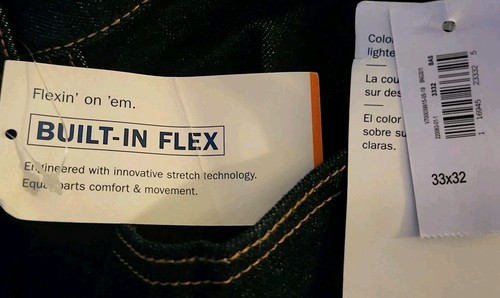 Flexin' on 'em.
BUILT-IN FLEX
Engineered with innovative stretch technology.
Equal parts comfort & movement.
Colo
lighte
La cou
sur des
El color
sobre su
claras.
3332
33x32